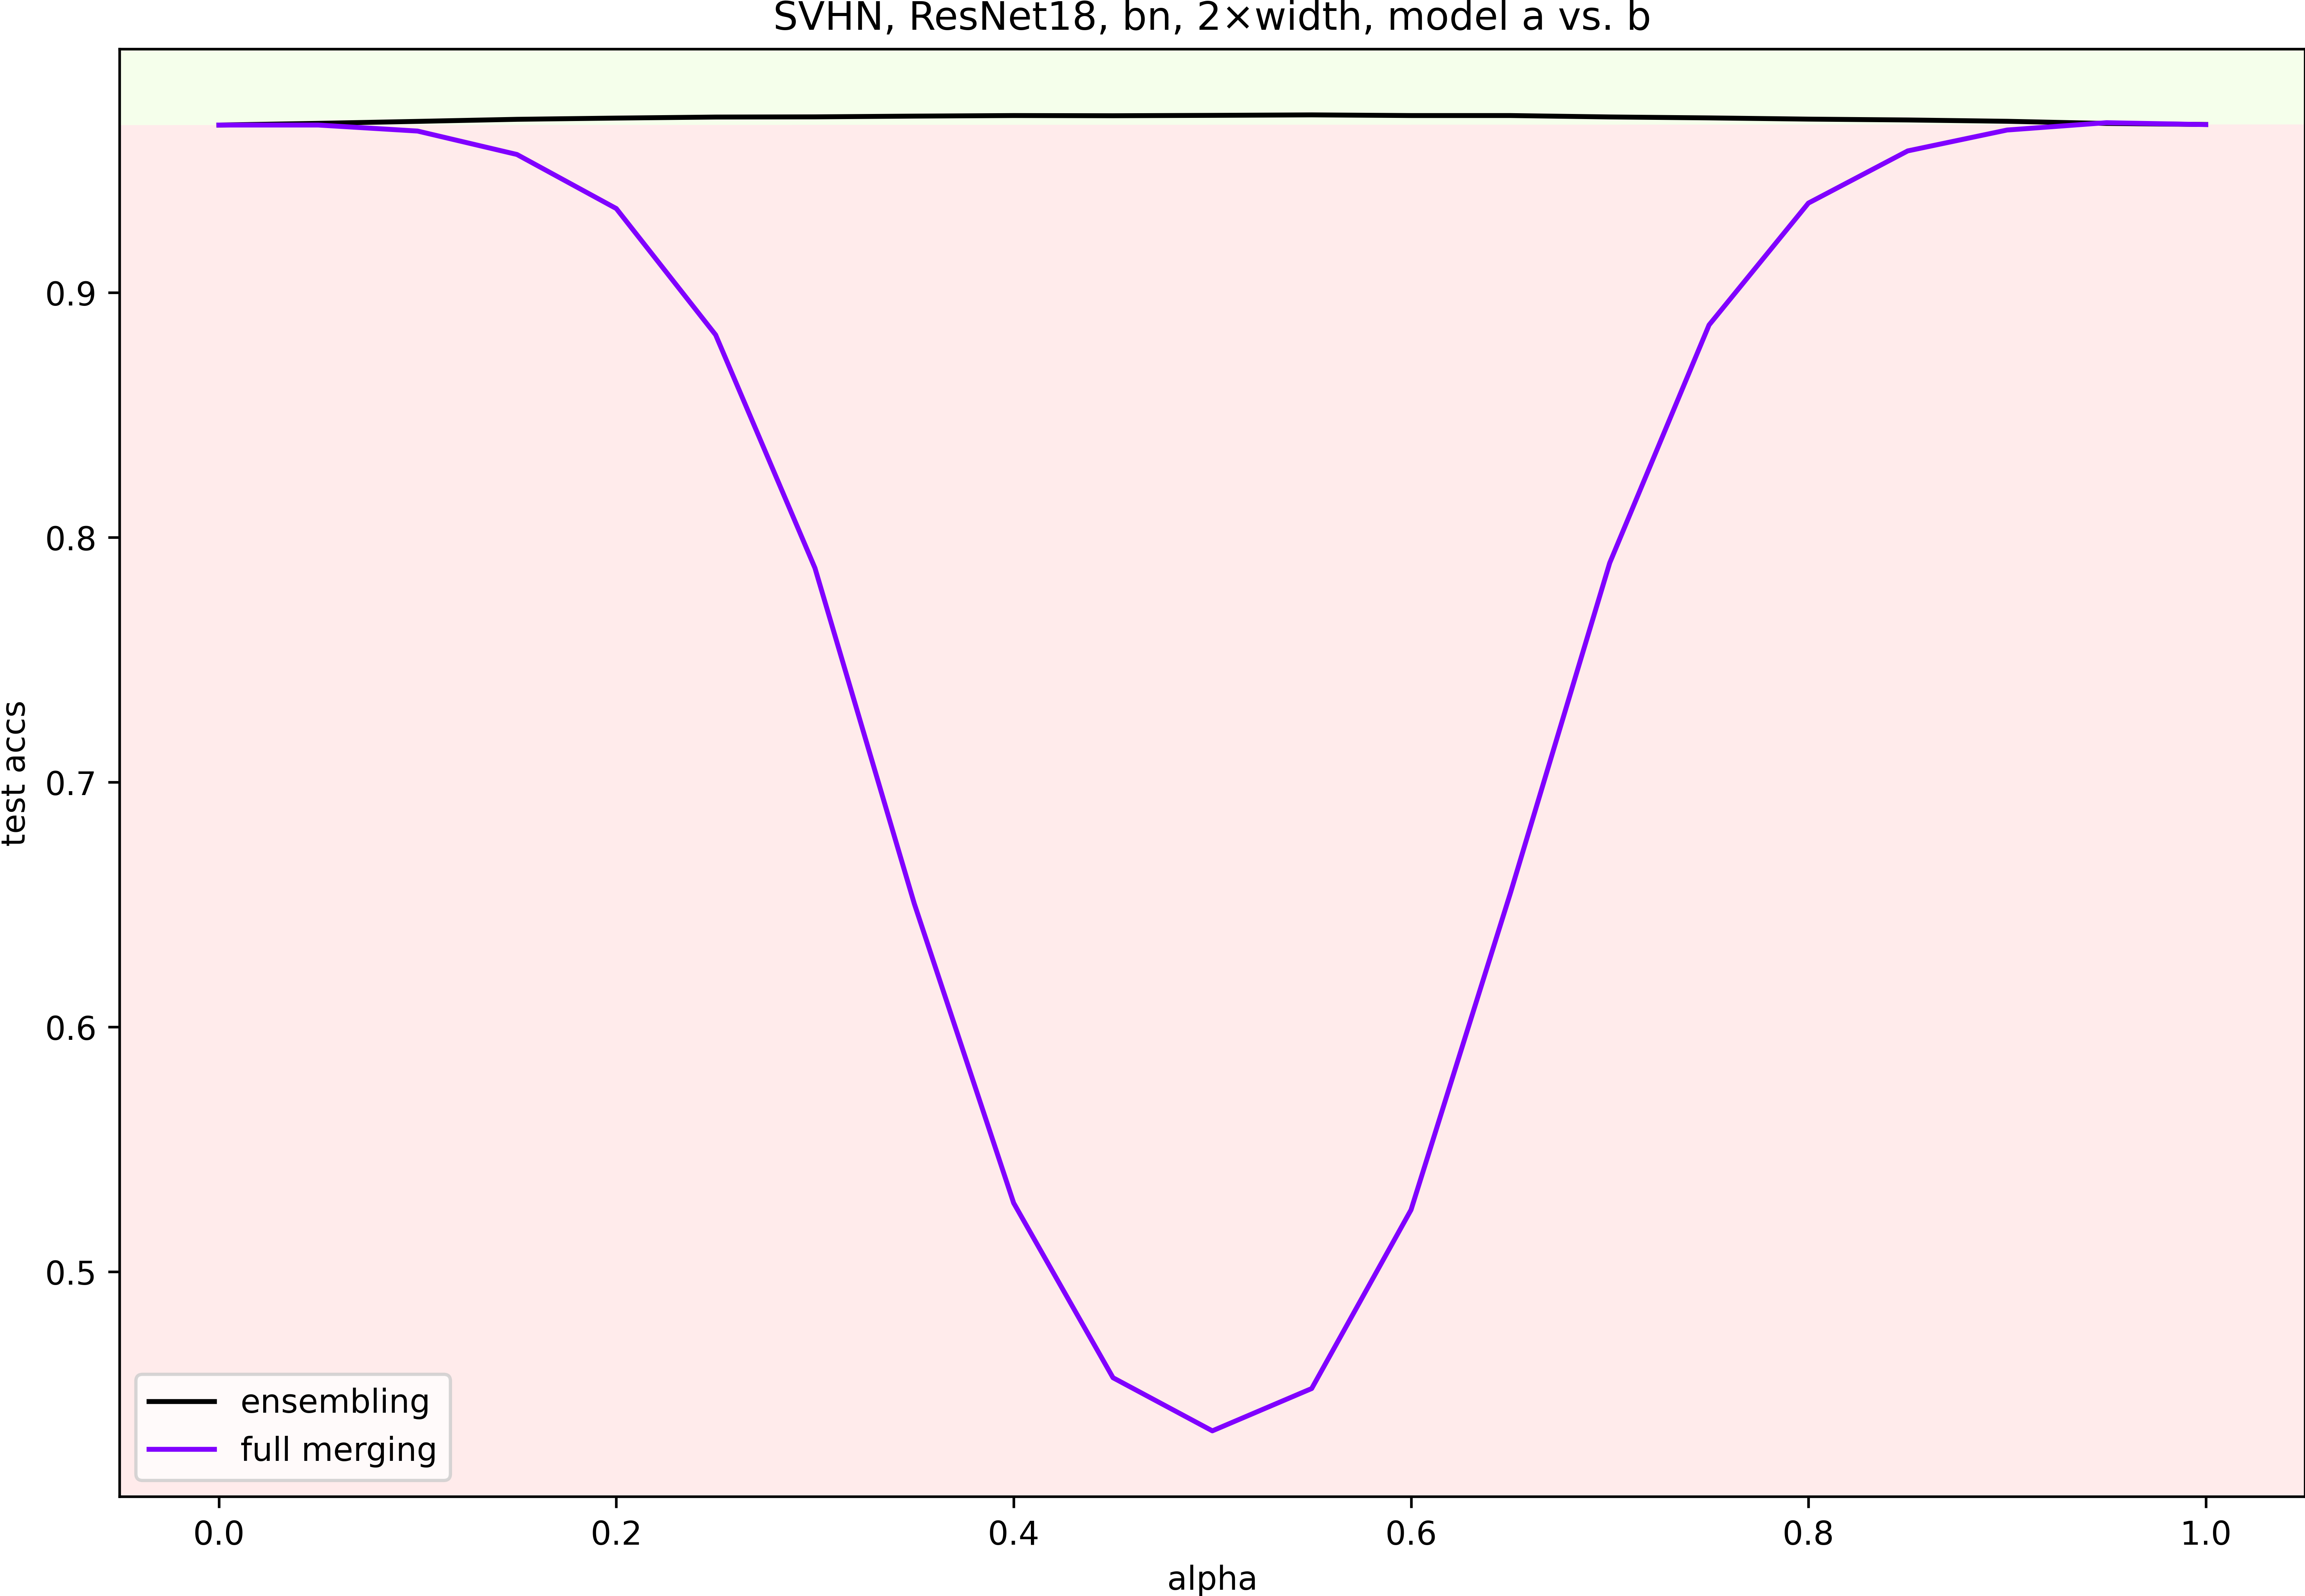 SVHN, ResNet18, bn, 2×width, model a vs. b
0.9
0.8
0.7
0.6
0.5
test accs
ensembling
full merging
0.0 0.2 0.4 0.6 0.8 1.0
alpha